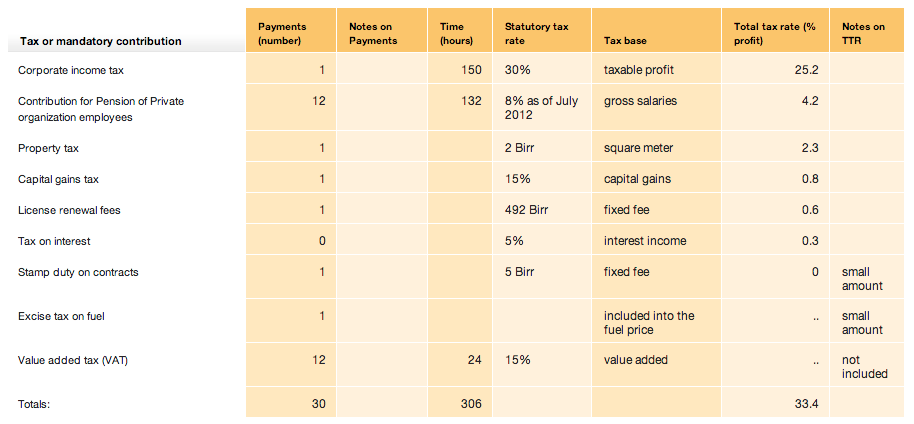 Tax or mandatory contribution Payments (number) Notes on Payments Time (hours) Statutory tax rate Tax base Total tax rate (% profit) Notes on TTR
Corporate income tax 1 150 30% taxable profit 25.2
Contribution for Pension of Private organization employees 12 132 8% as of July 2012 gross salaries 4.2
Property tax 1 2 Birr square meter 2.3
Capital gains tax 1 15% capital gains 0.8
License renewal fees 1 492 Birr fixed fee 0.6
Tax on interest 0 5% interest income 0.3
Stamp duty on contracts 1 5 Birr fixed fee 0 small amount
Excise tax on fuel 1 included into the fuel price .. small amount
Value added tax (VAT) 12 24 15% value added .. not included
Totals: 30 306 33.4